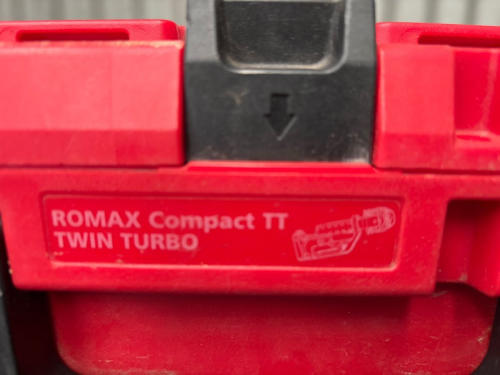 ROMAX Compact TT
TWIN TURBO